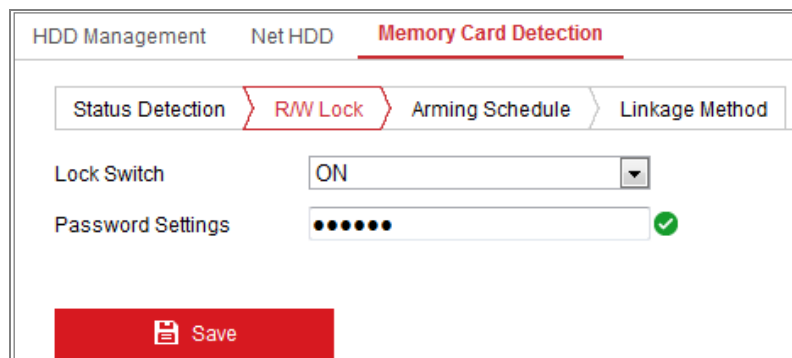 HDD Management Net HDD Memory Card Detection
Status Detection R/W Lock Arming Schedule Linkage Method
Lock Switch ON
Password Settings ●●●●●●
Save